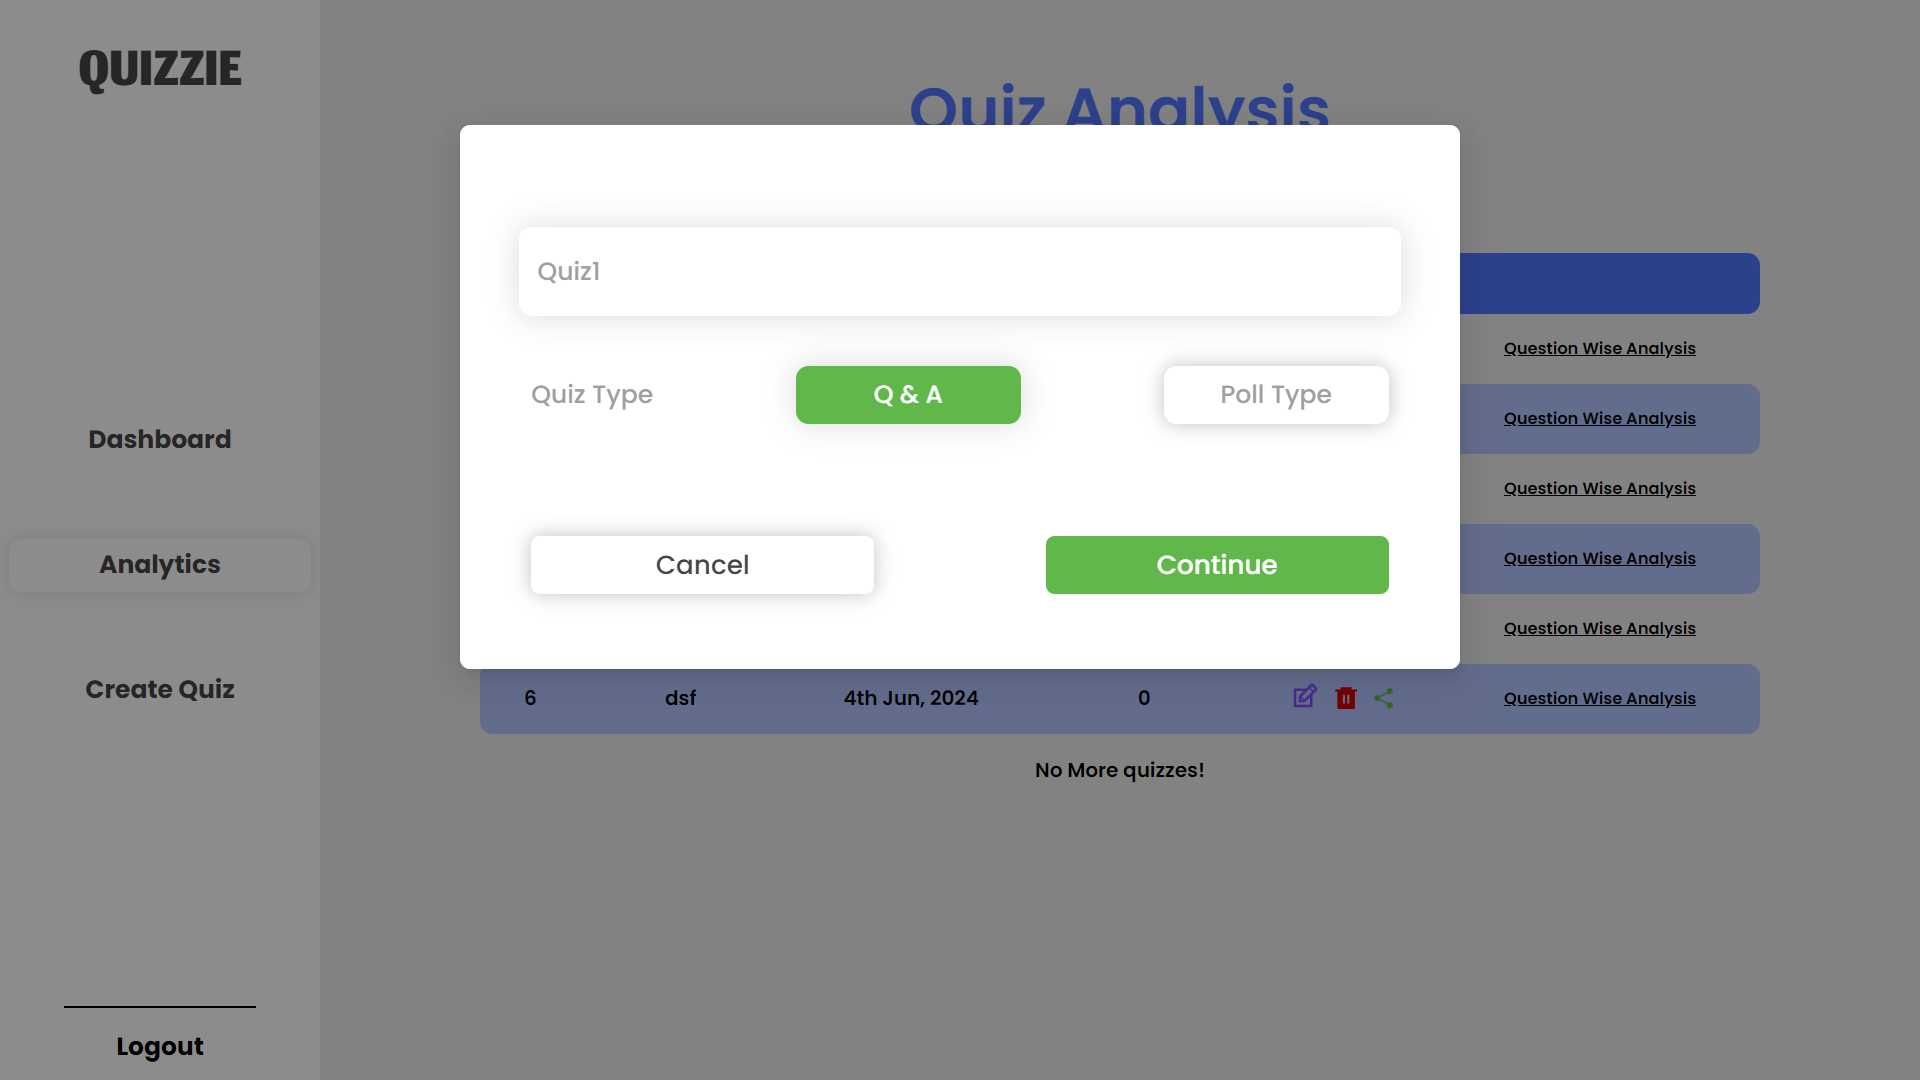 QUIZZIE
Dashboard
Analytics
Create Quiz
Logout
Quiz Analysis
Quiz1
Quiz Type
Q & A
Poll Type
Cancel
Continue
Question Wise Analysis
Question Wise Analysis
Question Wise Analysis
Question Wise Analysis
Question Wise Analysis
6 dsf 4th Jun, 2024 0 Question Wise Analysis
No More quizzes!